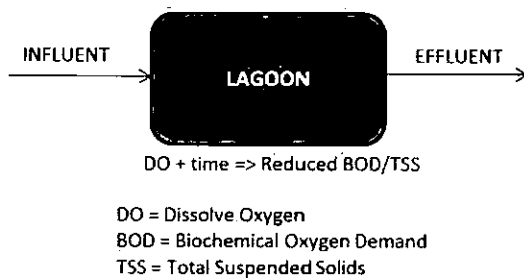 INFLUENT
LAGOON
EFFLUENT
DO + time => Reduced BOD/TSS
DO = Dissolve Oxygen
BOD = Biochemical Oxygen Demand
TSS = Total Suspended Solids